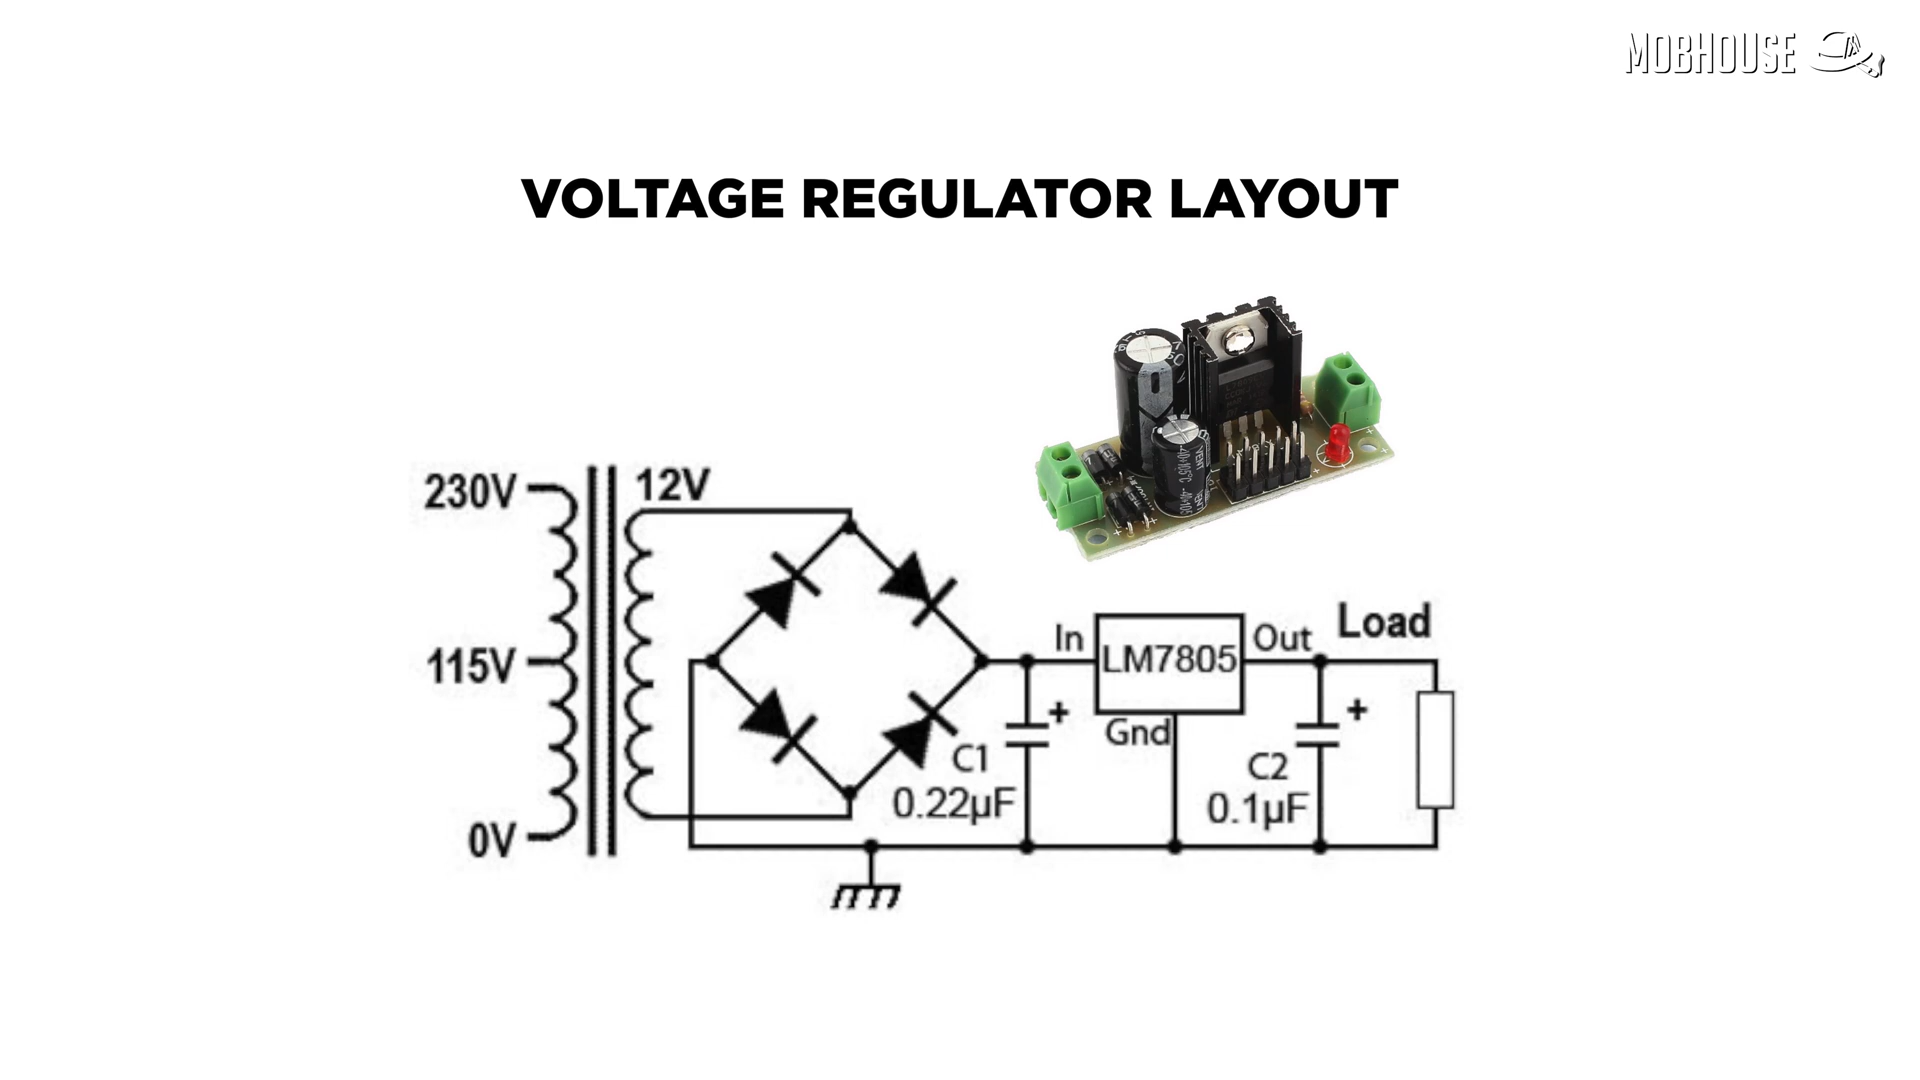 MOBHOUSE
VOLTAGE REGULATOR LAYOUT
230V
12V
115V
0V
In
LM7805
Out
Load
Gnd
+
+
C1
0.22µF
C2
0.1µF